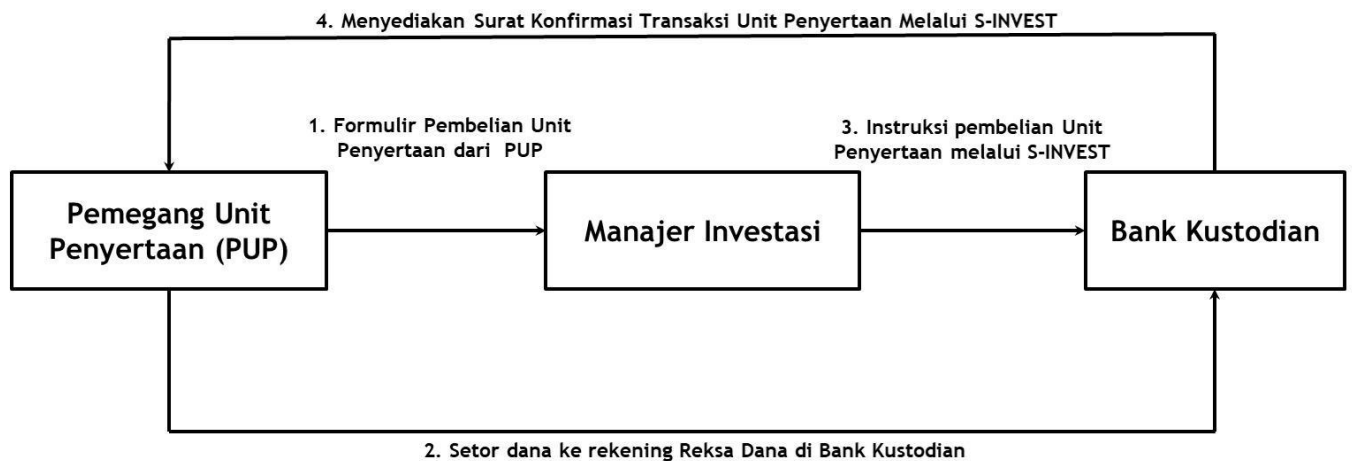 4. Menyediakan Surat Konfirmasi Transaksi Unit Penyertaan Melalui S-INVEST
1. Formulir Pembelian Unit
Penyertaan dari PUP
3. Instruksi pembelian Unit
Penyertaan melalui S-INVEST
Pemegang Unit
Penyertaan (PUP)
Manajer Investasi
Bank Kustodian
2. Setor dana ke rekening Reksa Dana di Bank Kustodian